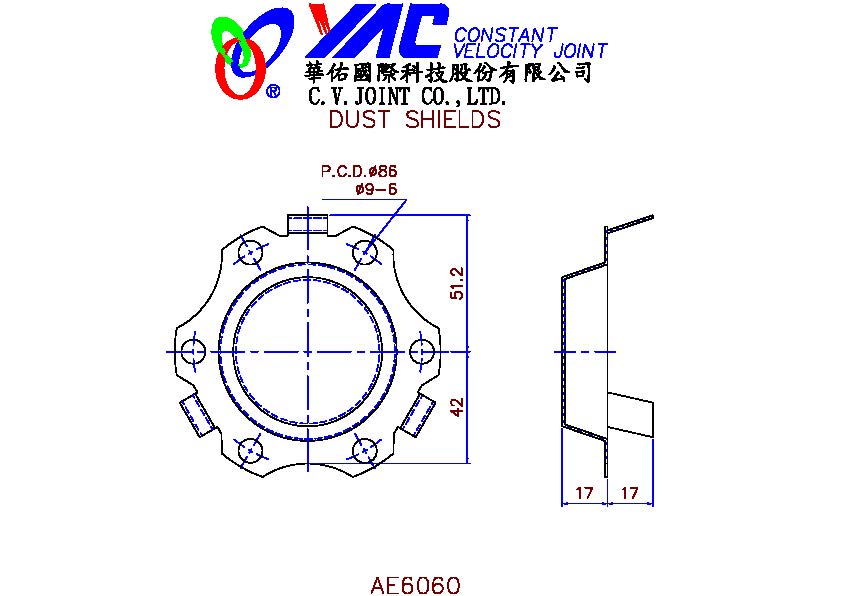 YAC CONSTANT
VELOCITY JOINT
®
華佑國際科技股份有限公司
C.V.JOINT CO.,LTD.
DUST SHIELDS
P.C.D.ø86
ø9-6
51.2
42
17 17
AE6060